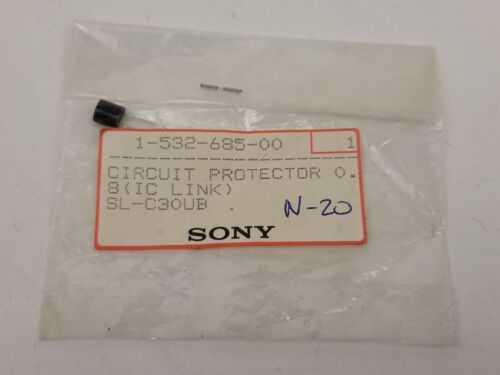 1-532-685-00 1
CIRCUIT PROTECTOR 0.
8(IC LINK)
SL-C30UB . N-20
SONY